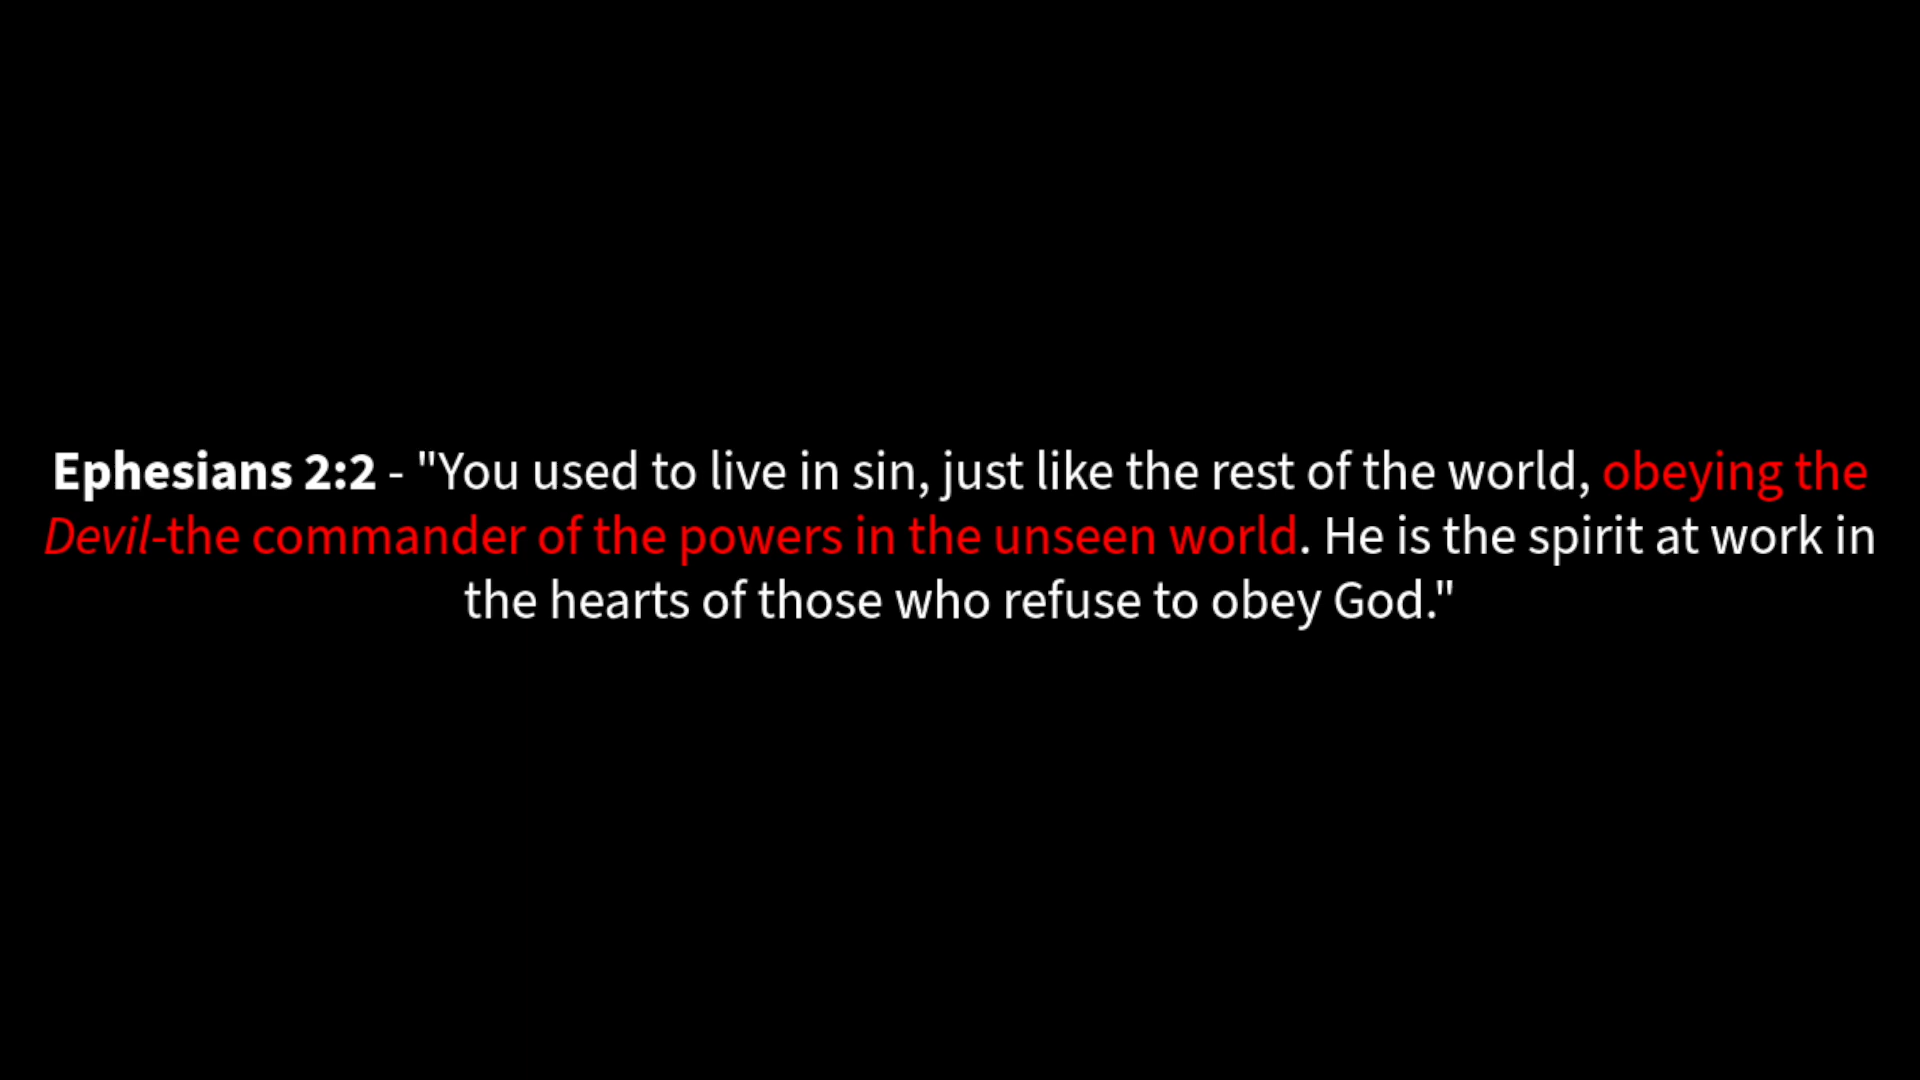 Ephesians 2:2 - "You used to live in sin, just like the rest of the world, obeying the
Devil-the commander of the powers in the unseen world. He is the spirit at work in
the hearts of those who refuse to obey God."